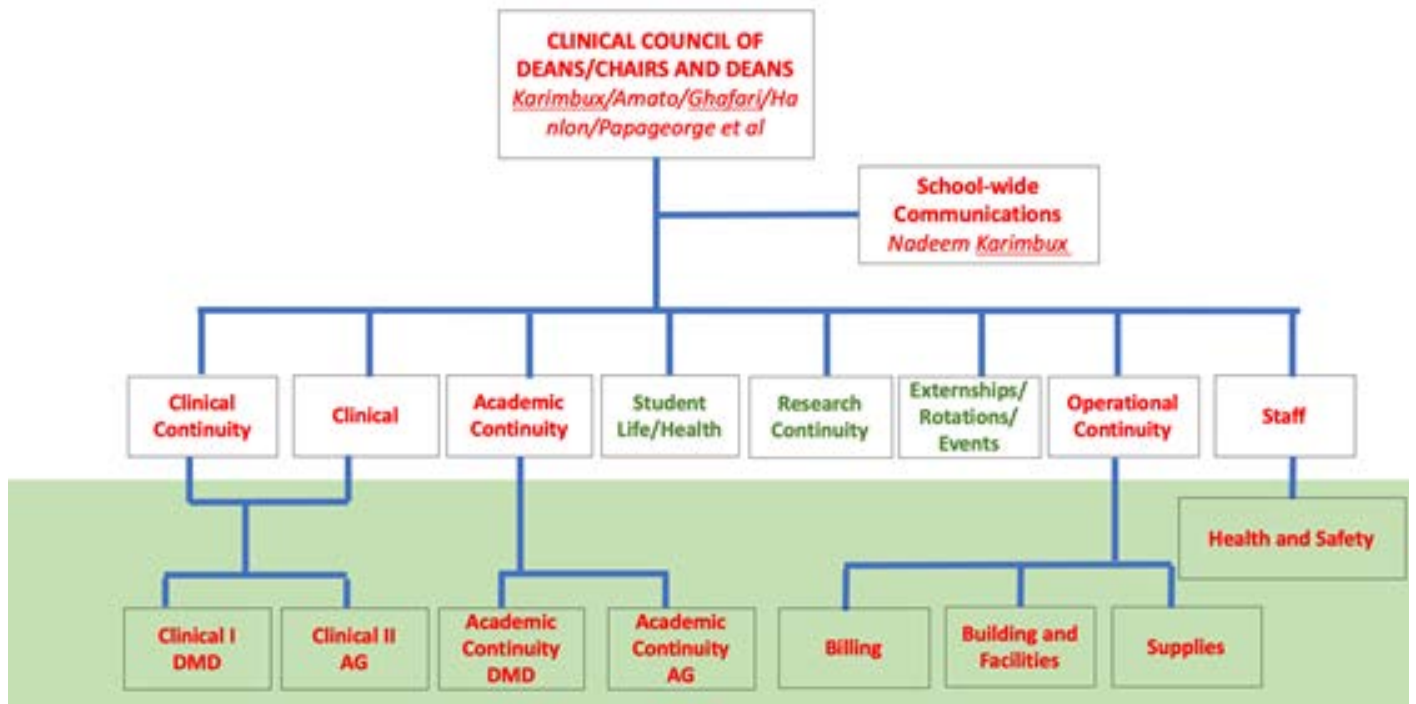 CLINICAL COUNCIL OF
DEANS/CHAIRS AND DEANS
Karimbux/Amato/Ghafari/Ha
nlon/Papageorge et al
School-wide
Communications
Nadeem Karimbux
Clinical
Continuity
Clinical
Academic
Continuity
Student
Life/Health
Research
Continuity
Externships/
Rotations/
Events
Operational
Continuity
Staff
Health and Safety
Clinical I
DMD
Clinical II
AG
Academic
Continuity
DMD
Academic
Continuity
AG
Billing
Building and
Facilities
Supplies